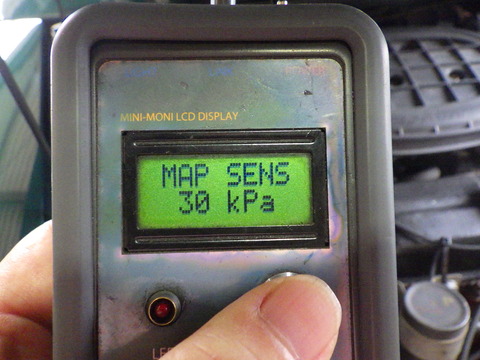 MINI-MONI LCD DISPLAY
MAP SENS
30 kPa